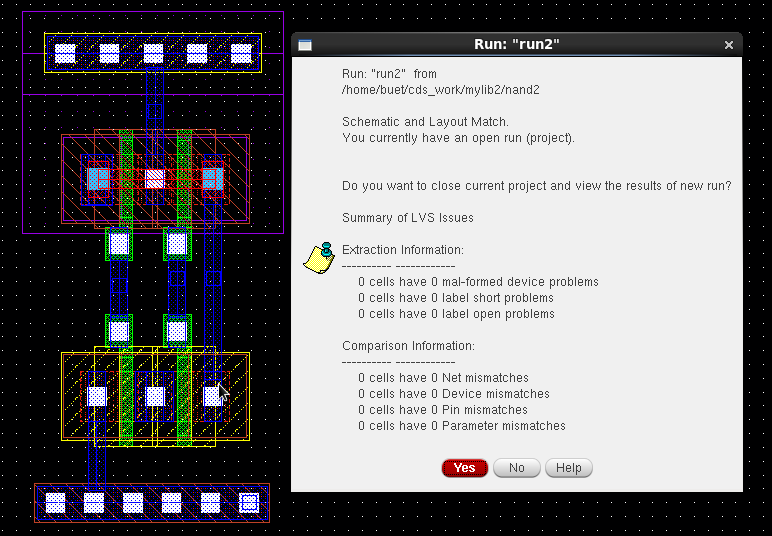 Run: "run2"
Run: "run2" from
/home/buet/cds_work/mylib2/nand2
Schematic and Layout Match.
You currently have an open run (project).
Do you want to close current project and view the results of new run?
Summary of LVS Issues
Extraction Information:
---------- ------------
0 cells have 0 mal-formed device problems
0 cells have 0 label short problems
0 cells have 0 label open problems
Comparison Information:
---------- ------------
0 cells have 0 Net mismatches
0 cells have 0 Device mismatches
0 cells have 0 Pin mismatches
0 cells have 0 Parameter mismatches
Yes No Help